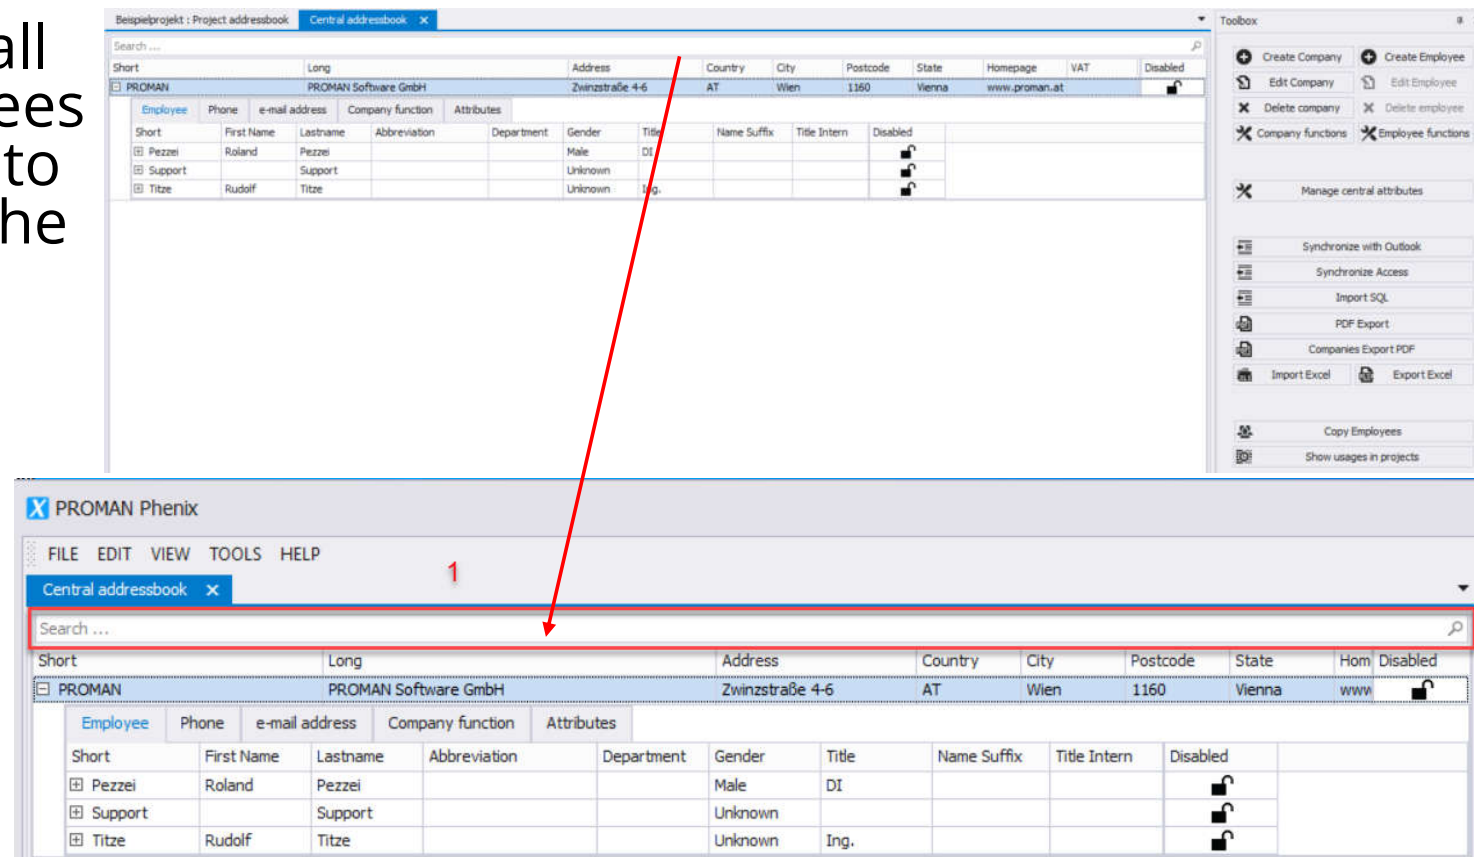 all
ees
to
he
Beispielprojekt : Project addressbook Central addressbook X Toolbox
Search ...
Short Long Address Country City Postcode State Homepage VAT Disabled
PROMAN PROMAN Software GmbH Zwinzstraße 4-6 AT Wien 1160 Vienna www.proman.at
Employee Phone e-mail address Company function Attributes
Short First Name Lastname Abbreviation Department Gender Title Name Suffix Title Intern Disabled
Pezzei Roland Pezzei Male DI
Support Support Unknown
Titze Rudolf Titze Unknown Ing.
Create Company Create Employee
Edit Company Edit Employee
Delete company Delete employee
Company functions Employee functions
Manage central attributes
Synchronize with Outlook
Synchronize Access
Import SQL
PDF Export
Companies Export PDF
Import Excel Export Excel
Copy Employees
Show usages in projects
X PROMAN Phenix
FILE EDIT VIEW TOOLS HELP
1
Central addressbook X
Search ...
Short Long Address Country City Postcode State Hom Disabled
PROMAN PROMAN Software GmbH Zwinzstraße 4-6 AT Wien 1160 Vienna www
Employee Phone e-mail address Company function Attributes
Short First Name Lastname Abbreviation Department Gender Title Name Suffix Title Intern Disabled
Pezzei Roland Pezzei Male DI
Support Support Unknown
Titze Rudolf Titze Unknown Ing.